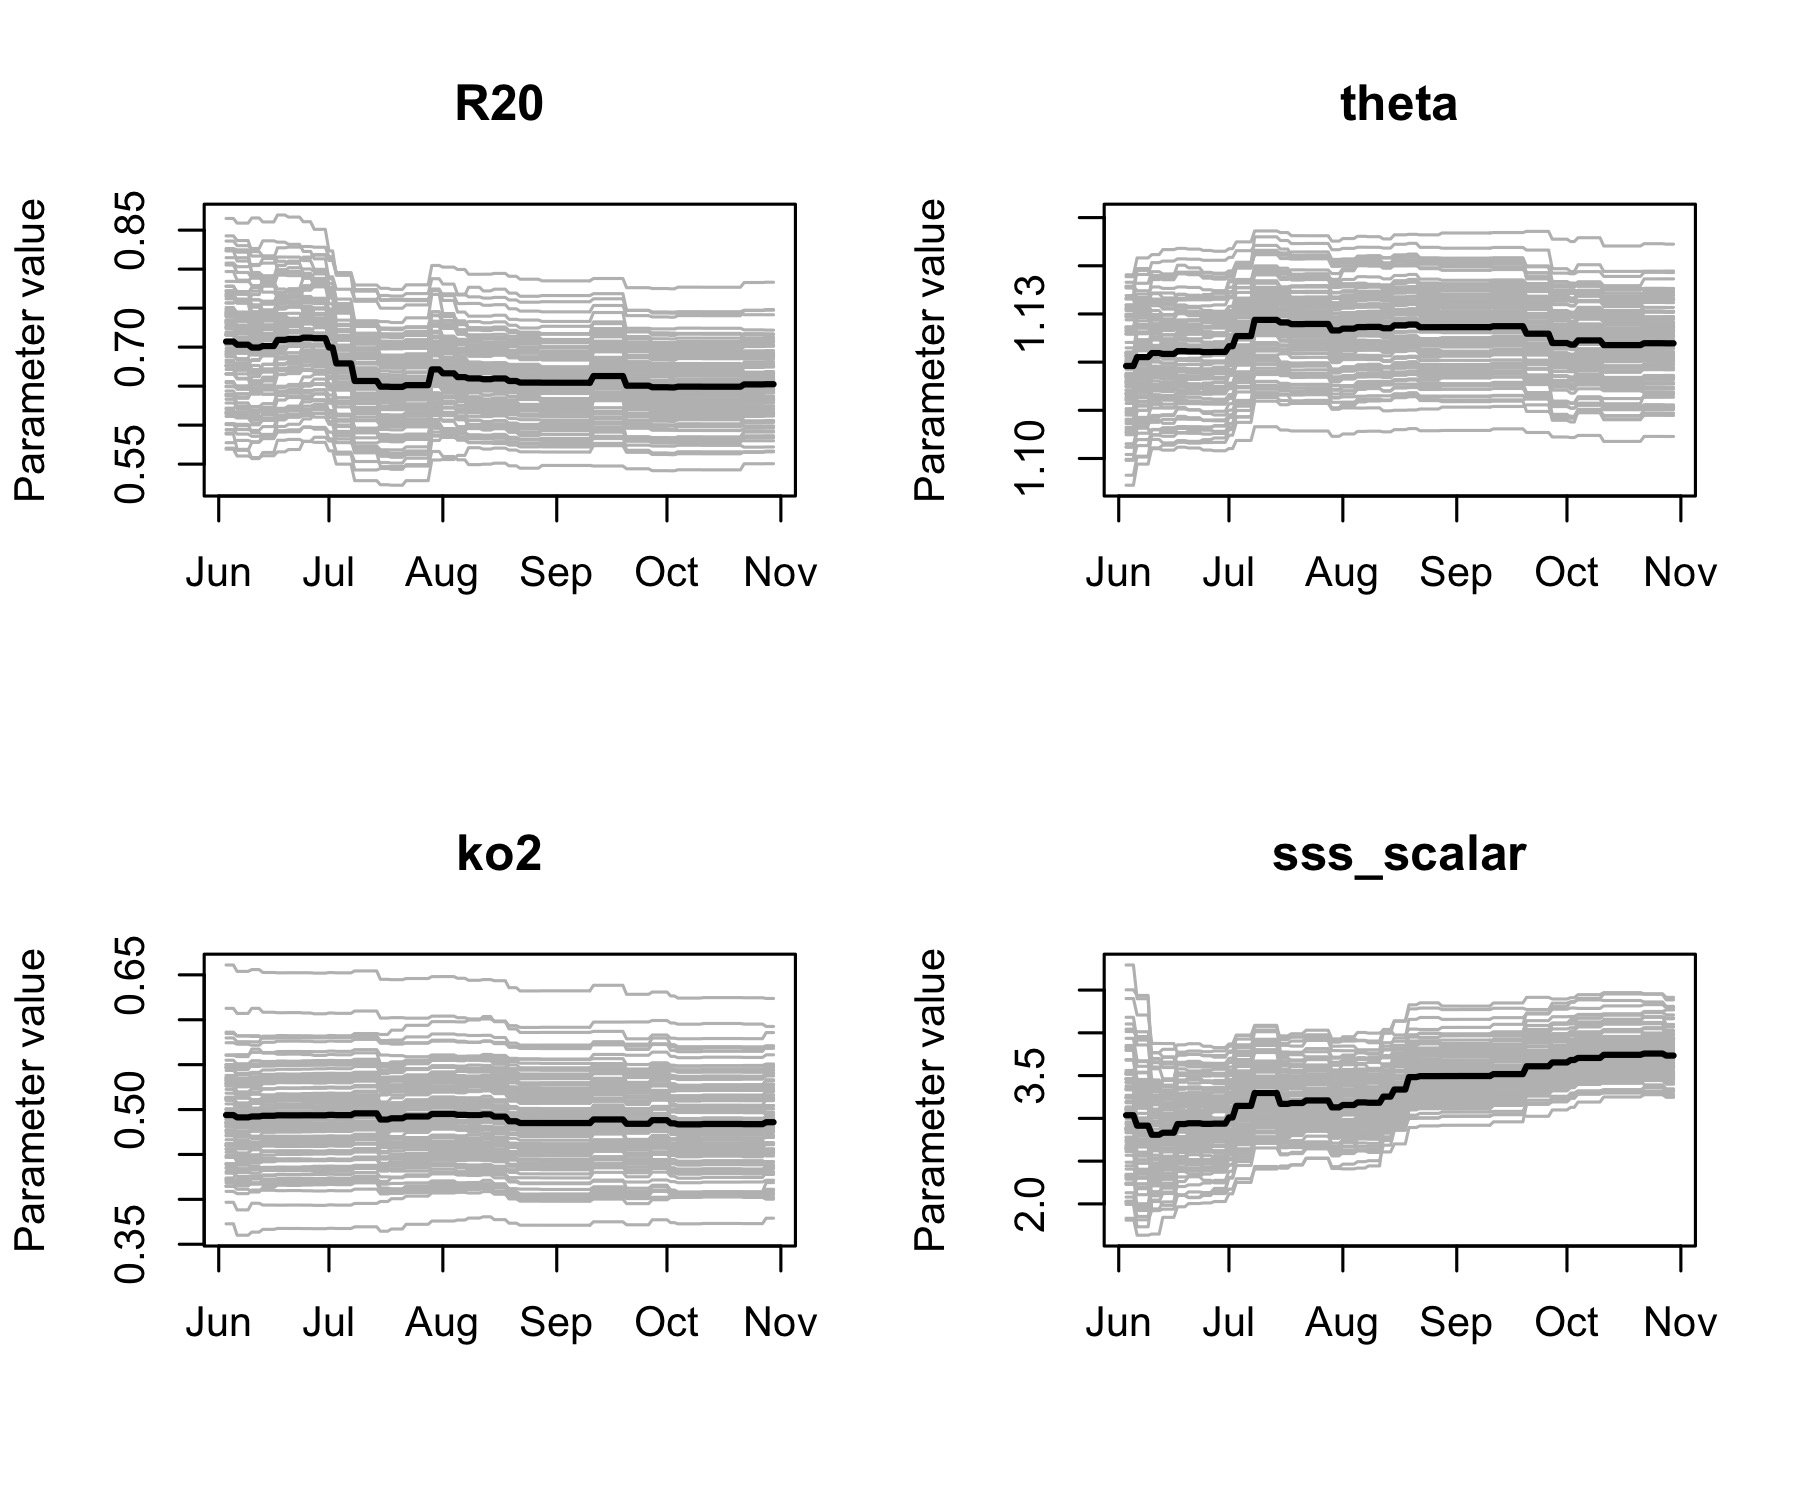 R20
Parameter value
0.85
0.70
0.55
Jun Jul Aug Sep Oct Nov
theta
Parameter value
1.13
1.10
Jun Jul Aug Sep Oct Nov
ko2
Parameter value
0.65
0.50
0.35
Jun Jul Aug Sep Oct Nov
sss_scalar
Parameter value
3.5
2.0
Jun Jul Aug Sep Oct Nov